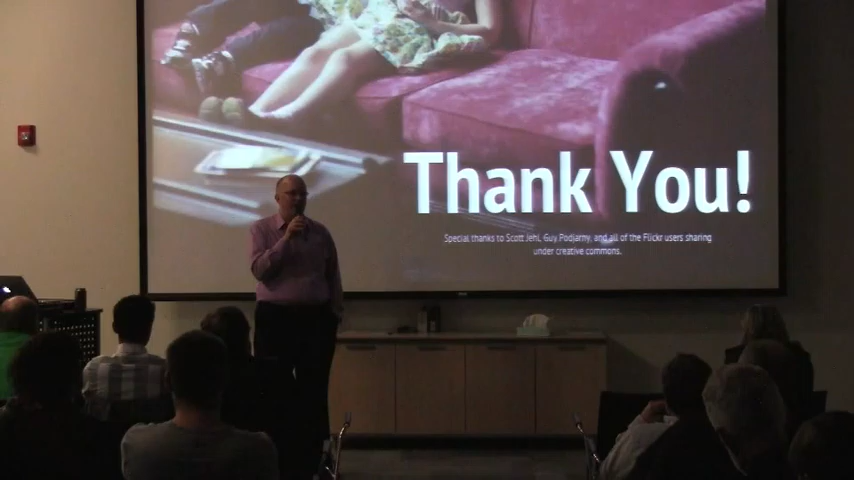 Thank You!
Special thanks to Scott Jehl, Guy Podjarny, and all of the Flickr users sharing
under creative commons.